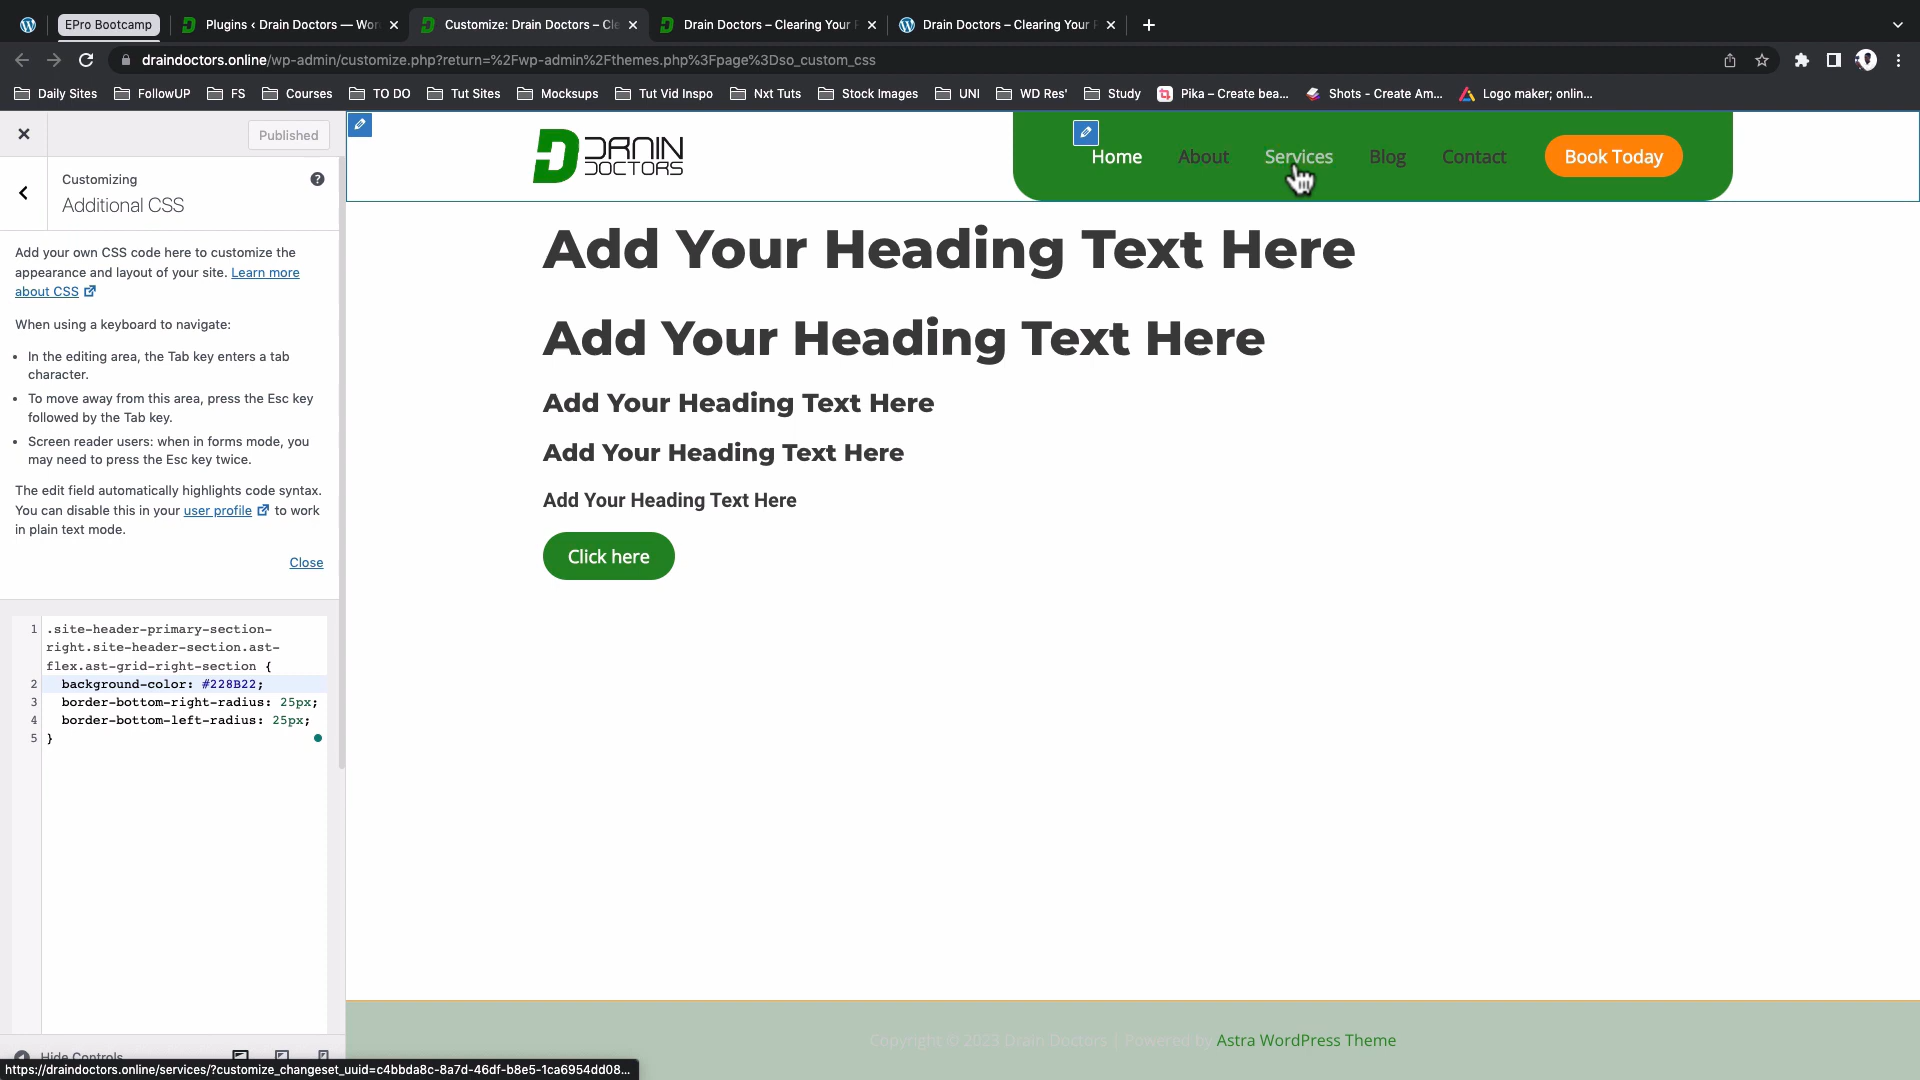 EPro Bootcamp
Plugins ‹ Drain Doctors — Wor
Customize: Drain Doctors – Cle
Drain Doctors – Clearing Your P
Drain Doctors – Clearing Your P
draindoctors.online/wp-admin/customize.php?return=%2Fwp-admin%2Fthemes.php%3Fpage%3Dso_custom_css
Daily Sites
FollowUP
FS
Courses
TO DO
Tut Sites
Mocksups
Tut Vid Inspo
Nxt Tuts
Stock Images
UNI
WD Res'
Study
Pika – Create bea...
Shots - Create Am...
Logo maker; onlin...
Published
Customizing
Additional CSS
Add your own CSS code here to customize the
appearance and layout of your site. Learn more
about CSS
When using a keyboard to navigate:
• In the editing area, the Tab key enters a tab
character.
• To move away from this area, press the Esc key
followed by the Tab key.
• Screen reader users: when in forms mode, you
may need to press the Esc key twice.
The edit field automatically highlights code syntax.
You can disable this in your user profile to work
in plain text mode.
Close
1 .site-header-primary-section-
right.site-header-section.ast-
flex.ast-grid-right-section {
2 background-color: #228B22;
3 border-bottom-right-radius: 25px;
4 border-bottom-left-radius: 25px;
5 }
Hide Controls
https://draindoctors.online/services/?customize_changeset_uuid=c4bbda8c-8a7d-46df-b8e5-1ca6954dd08...
DRAIN
DOCTORS
Home
About
Services
Blog
Contact
Book Today
Add Your Heading Text Here
Add Your Heading Text Here
Add Your Heading Text Here
Add Your Heading Text Here
Add Your Heading Text Here
Click here
Copyright © 2023 Drain Doctors | Powered by Astra WordPress Theme